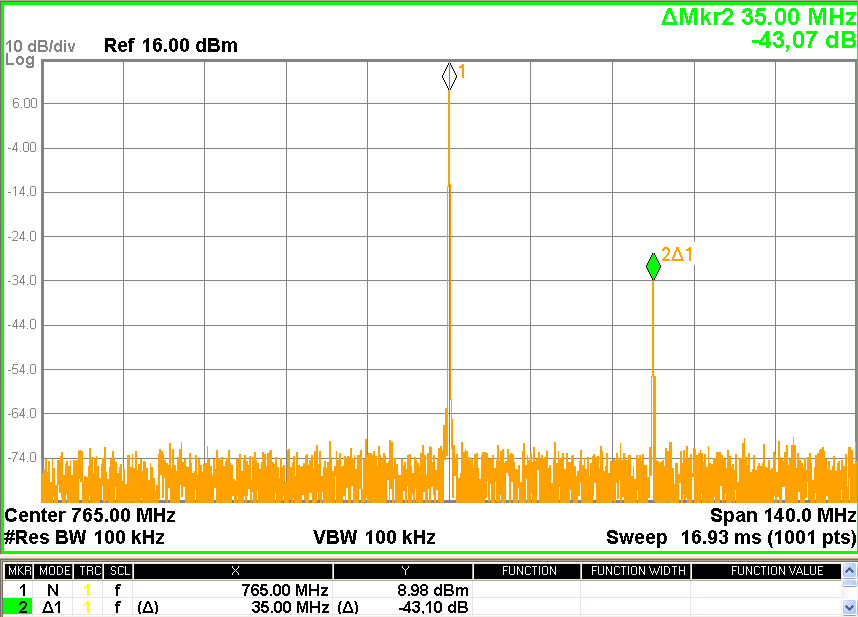 ΔMkr2 35.00 MHz
-43,07 dB
10 dB/div Ref 16.00 dBm
Log
1
6.00
-4.00
-14.0
-24.0
2Δ1
-34.0
-44.0
-54.0
-64.0
-74.0
Center 765.00 MHz Span 140.0 MHz
#Res BW 100 kHz VBW 100 kHz Sweep 16.93 ms (1001 pts)
MKR MODE TRC SCL X Y FUNCTION FUNCTION WIDTH FUNCTION VALUE
1 N 1 f 765.00 MHz 8.98 dBm
2 Δ1 1 f (Δ) 35.00 MHz (Δ) -43,10 dB